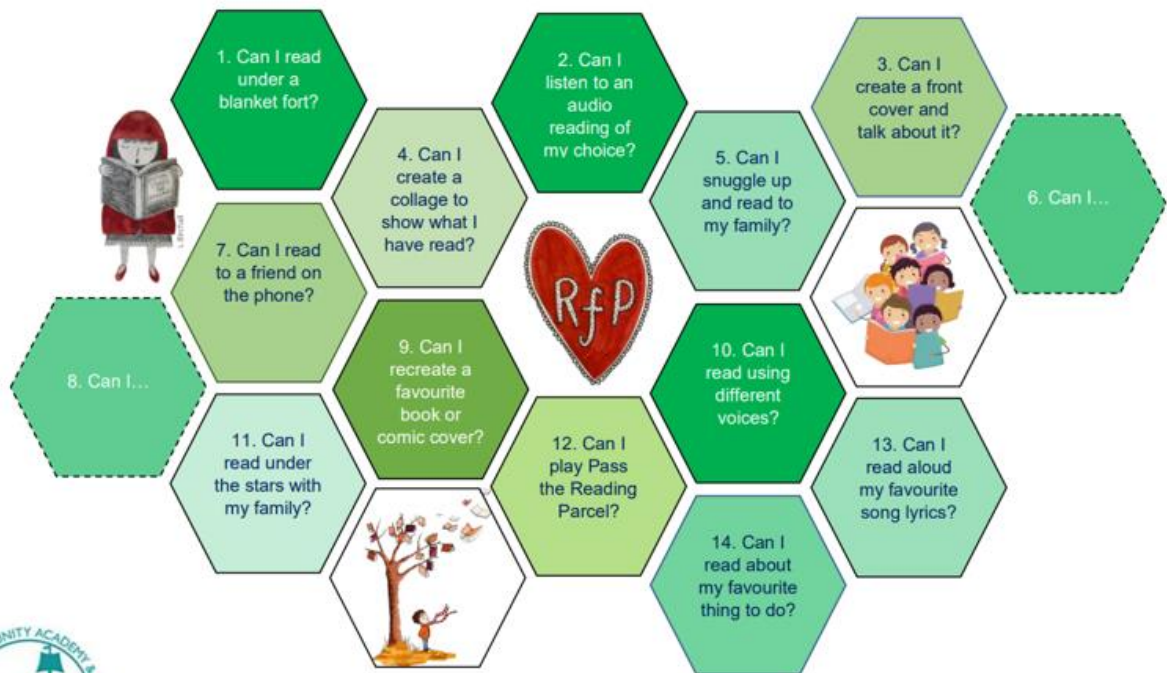 1. Can I read
under a
blanket fort?
2. Can I
listen to an
audio
reading of
my choice?
3. Can I
create a front
cover and
talk about it?
4. Can I
create a
collage to
show what I
have read?
5. Can I
snuggle up
and read to
my family?
6. Can I...
7. Can I read
to a friend on
the phone?
RfP
8. Can I...
9. Can I
recreate a
favourite
book or
comic cover?
10. Can I
read using
different
voices?
11. Can I
read under
the stars with
my family?
12. Can I
play Pass
the Reading
Parcel?
13. Can I
read aloud
my favourite
song lyrics?
14. Can I
read about
my favourite
thing to do?
ACADEMY &